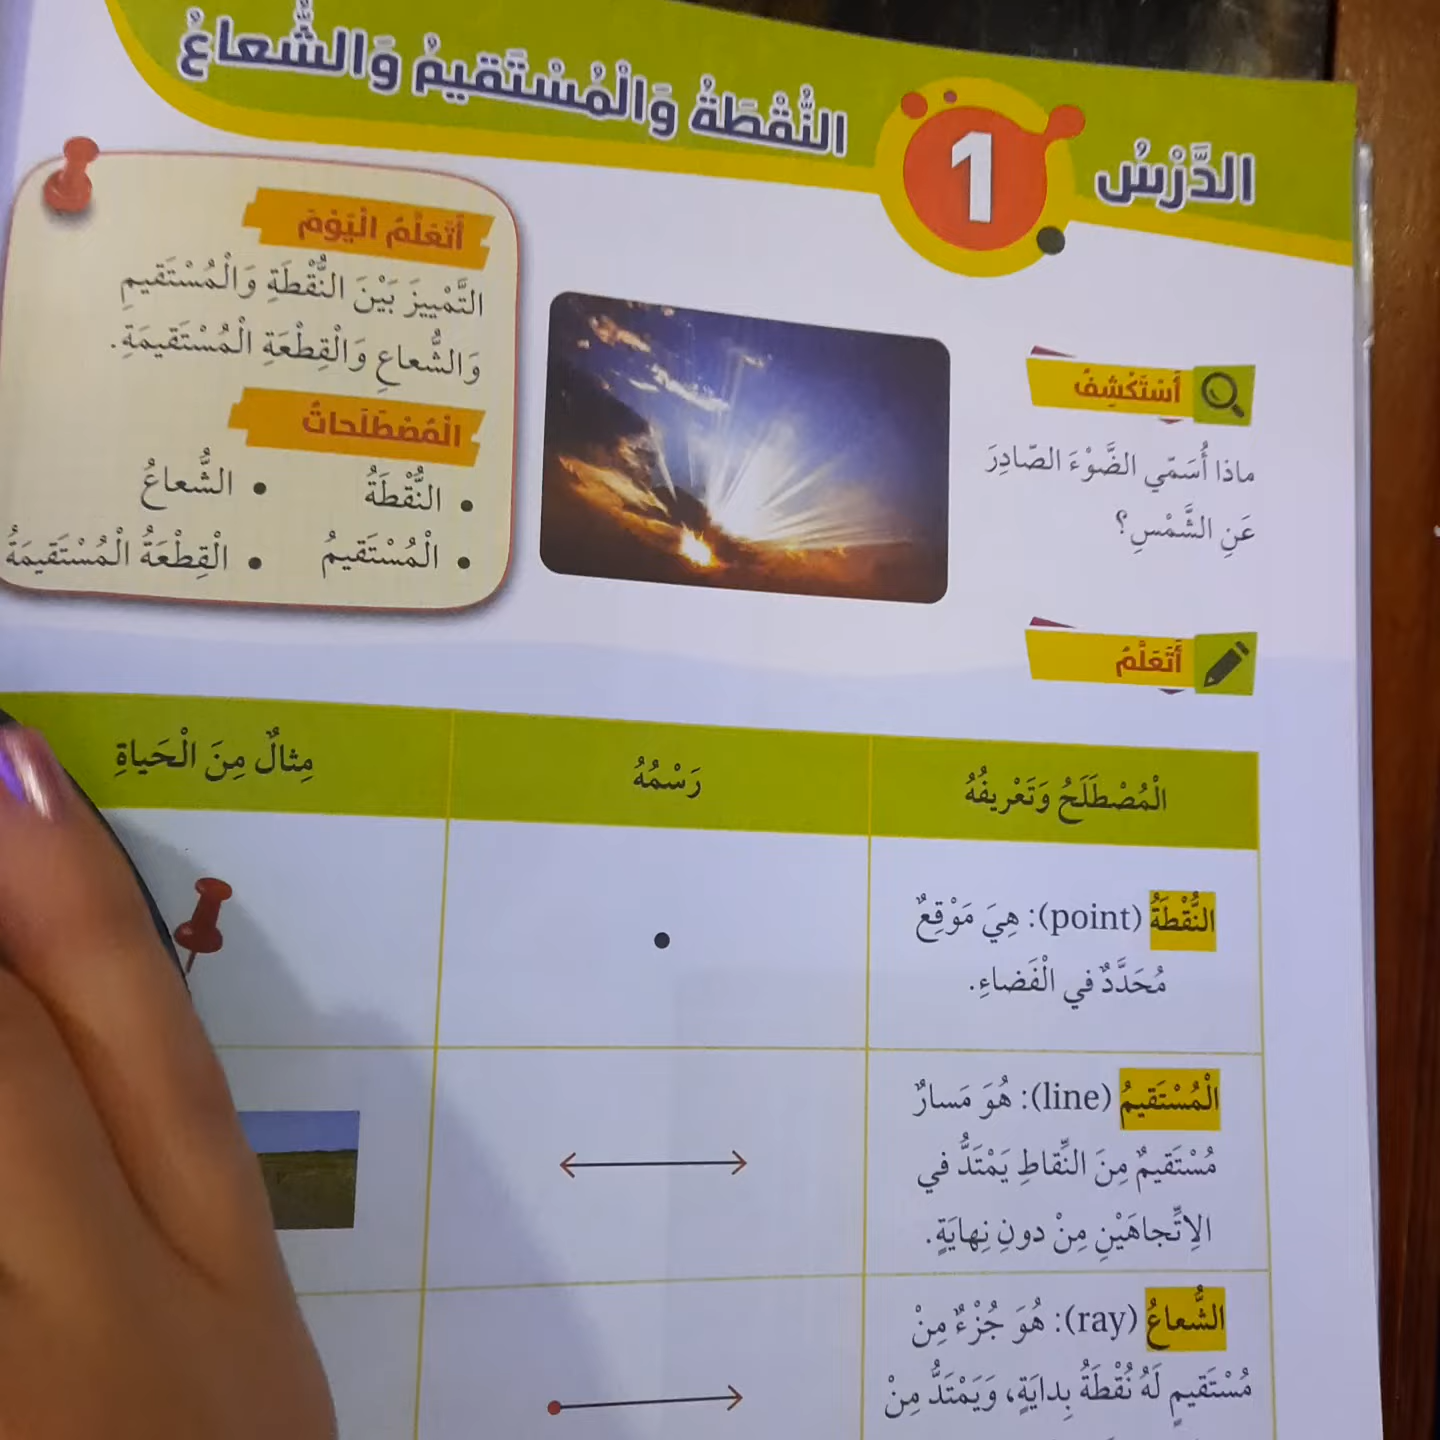 الدَّرْسُ 1 النُّقْطَةُ وَالْمُسْتَقيمُ وَالشُّعاعُ
أَسْتَكْشِفُ
ماذا أُسَمّي الضَّوْءَ الصّادِرَ
عَنِ الشَّمْسِ؟
أَتَعَلَّمُ الْيَوْمَ
التَّمْييزَ بَيْنَ النُّقْطَةِ وَالْمُسْتَقيمِ
وَالشُّعاعِ وَالْقِطْعَةِ الْمُسْتَقيمَةِ.
الْمُصْطَلَحاتُ
• النُّقْطَةُ • الشُّعاعُ
• الْمُسْتَقيمُ • الْقِطْعَةُ الْمُسْتَقيمَةُ
أَتَعَلَّمُ
الْمُصْطَلَحُ وَتَعْريفُهُ رَسْمُهُ مِثالٌ مِنَ الْحَياةِ
النُّقْطَةُ (point): هِيَ مَوْقِعٌ
مُحَدَّدٌ في الْفَضاءِ.
الْمُسْتَقيمُ (line): هُوَ مَسارٌ
مُسْتَقيمٌ مِنَ النِّقاطِ يَمْتَدُّ في
الِاتِّجاهَيْنِ مِنْ دونِ نِهايَةٍ.
الشُّعاعُ (ray): هُوَ جُزْءٌ مِنْ
مُسْتَقيمٍ لَهُ نُقْطَةُ بِدايَةٍ، وَيَمْتَدُّ مِنْ